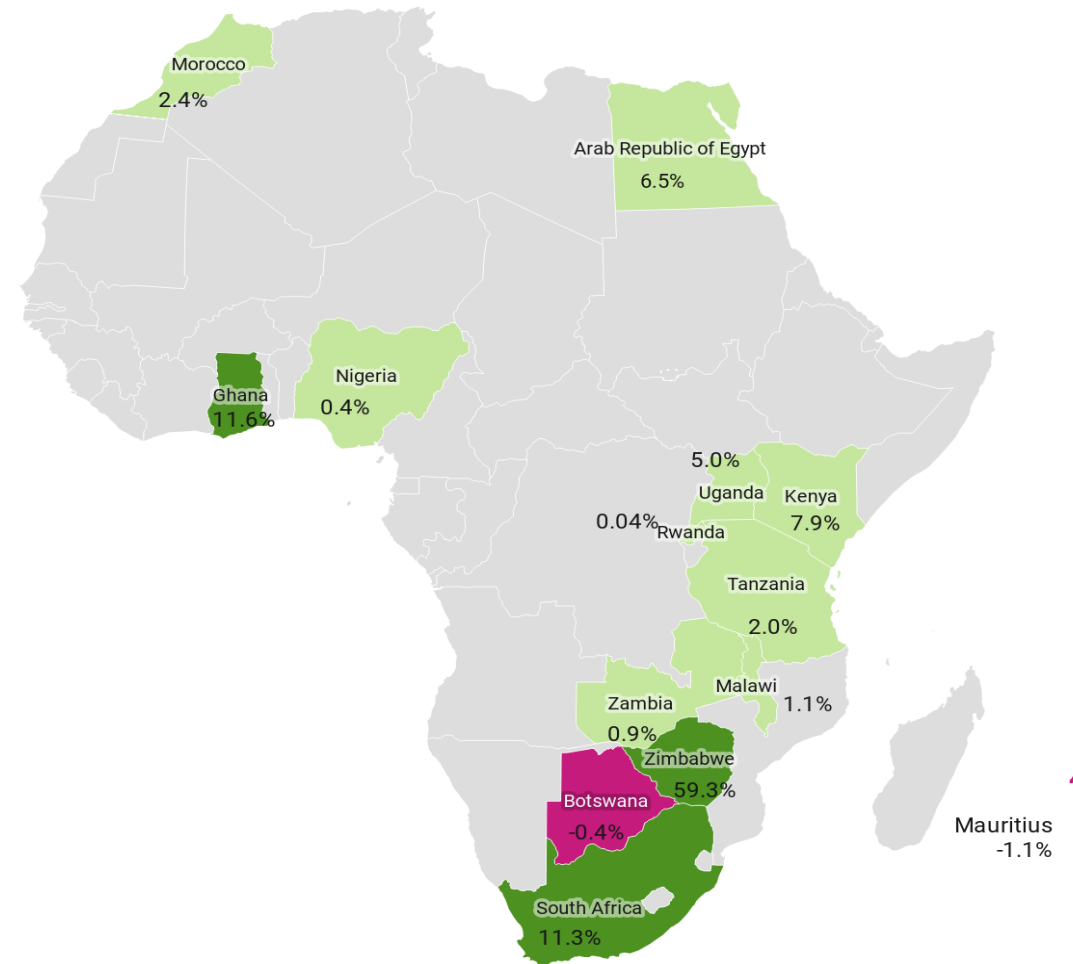 Morocco
2.4%
Arab Republic of Egypt
6.5%
Ghana
11.6%
Nigeria
0.4%
5.0%
Uganda
Kenya
7.9%
0.04%
Rwanda
Tanzania
2.0%
Malawi
1.1%
Zambia
0.9%
Zimbabwe
59.3%
Botswana
-0.4%
Mauritius
-1.1%
South Africa
11.3%